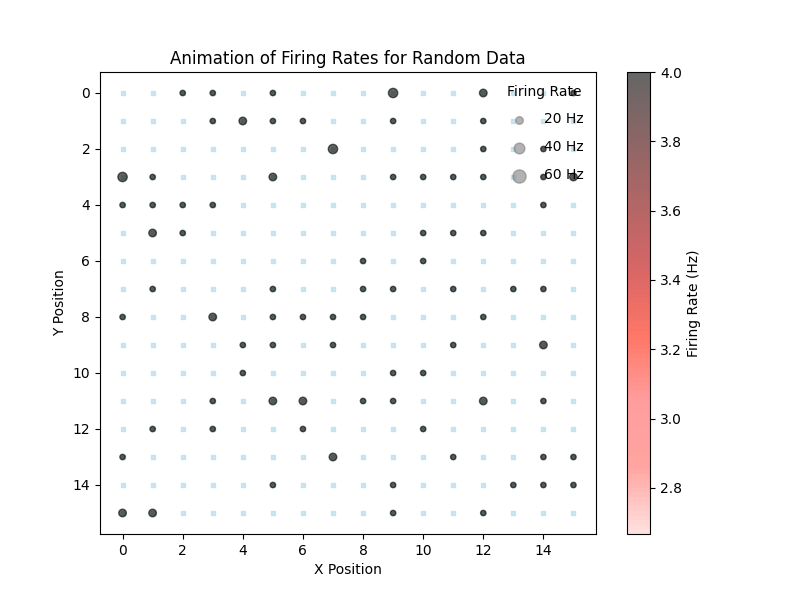 Animation of Firing Rates for Random Data
Firing Rate
20 Hz
40 Hz
60 Hz
0
2
4
6
8
10
12
14
Y Position
0 2 4 6 8 10 12 14
X Position
4.0
3.8
3.6
3.4
3.2
3.0
2.8
Firing Rate (Hz)